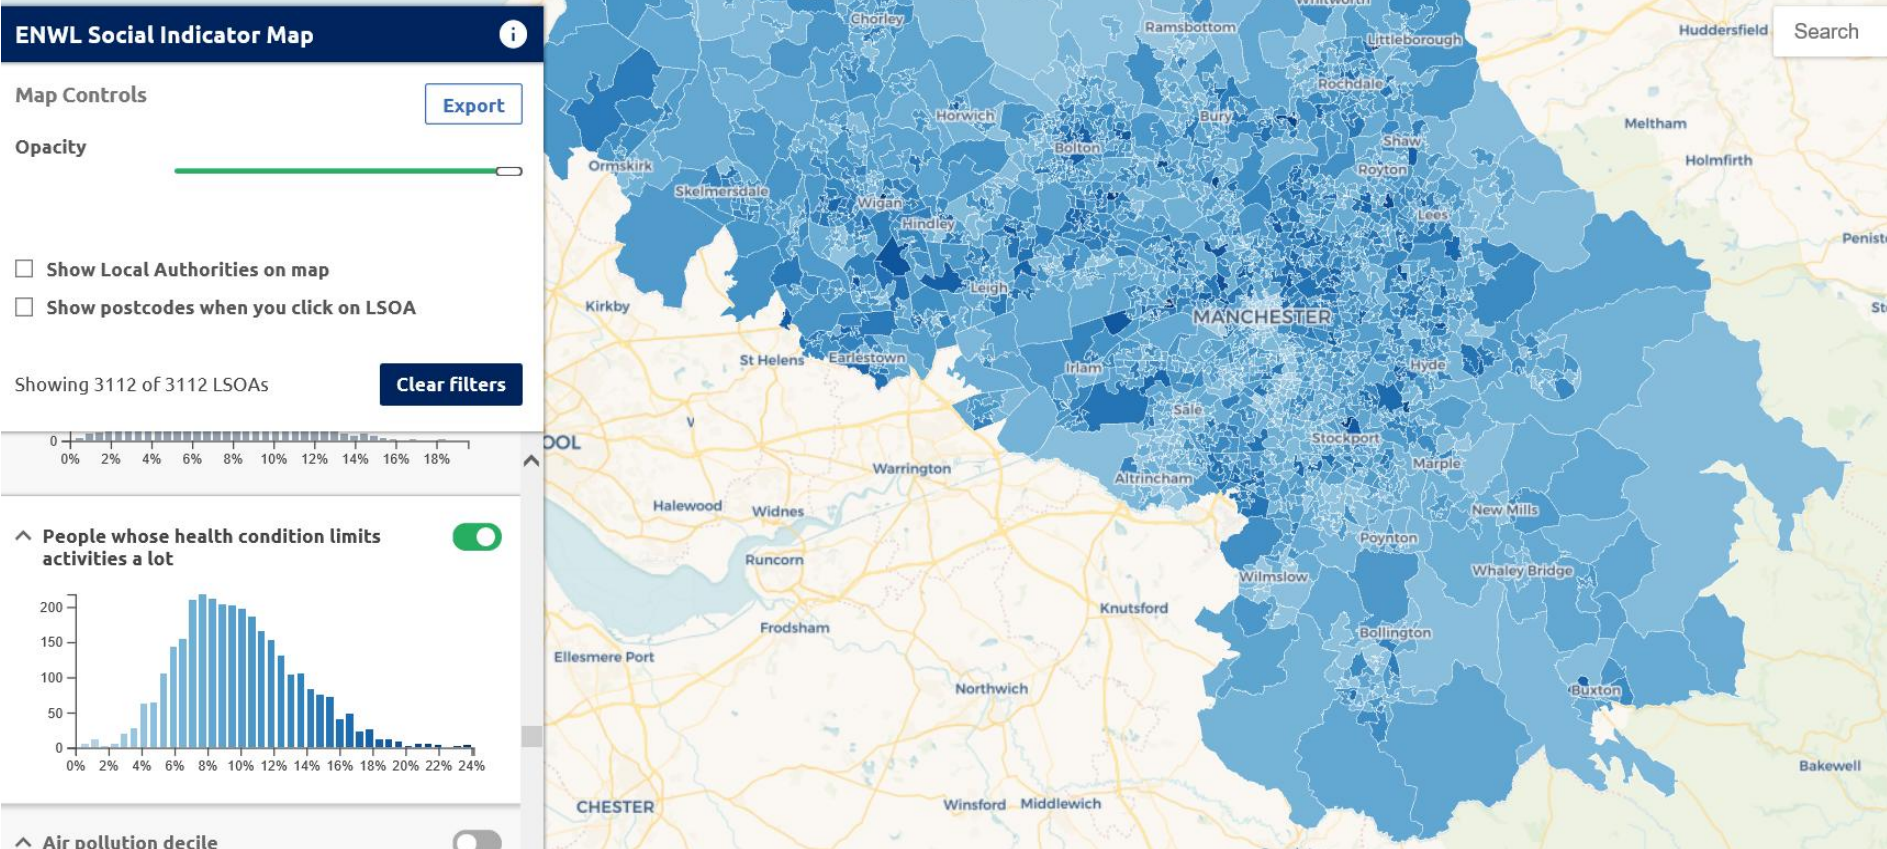 ENWL Social Indicator Map
i
Map Controls
Export
Opacity
Show Local Authorities on map
Show postcodes when you click on LSOA
Showing 3112 of 3112 LSOAs
Clear filters
0
0% 2% 4% 6% 8% 10% 12% 14% 16% 18%
People whose health condition limits
activities a lot
200
150
100
50
0
0% 2% 4% 6% 8% 10% 12% 14% 16% 18% 20% 22% 24%
Air pollution decile
Search
Whitworth
Chorley
Ramsbottom
Littleborough
Huddersfield
Rochdale
Horwich
Bury
Meltham
Bolton
Shaw
Holmfirth
Ormskirk
Royton
Skelmersdale
Wigan
Hindley
Lees
Penist
Leigh
Kirkby
MANCHESTER
St
St Helens
Earlestown
Irlam
Hyde
Sale
W
OOL
Stockport
Warrington
Marple
Altrincham
Halewood
Widnes
New Mills
Poynton
Runcorn
Wilmslow
Whaley Bridge
Knutsford
Frodsham
Bollington
Ellesmere Port
Northwich
Buxton
Bakewell
CHESTER
Winsford
Middlewich